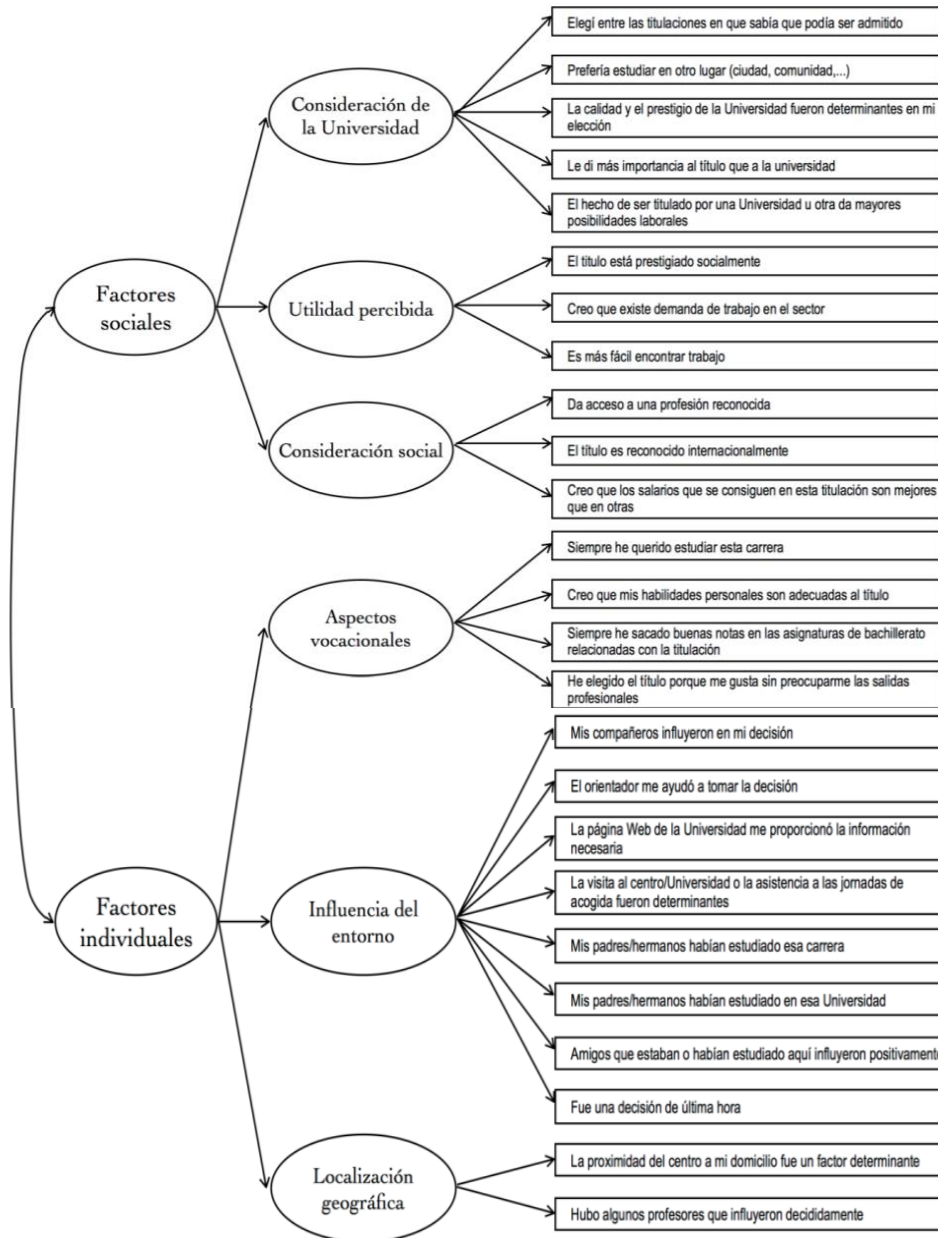 Elegí entre las titulaciones en que sabía que podía ser admitido
Prefería estudiar en otro lugar (ciudad, comunidad,...)
Consideración de
la Universidad
La calidad y el prestigio de la Universidad fueron determinantes en mi
elección
Le di más importancia al título que a la universidad
El hecho de ser titulado por una Universidad u otra da mayores
posibilidades laborales
Factores
sociales
Utilidad percibida
El título está prestigiado socialmente
Creo que existe demanda de trabajo en el sector
Es más fácil encontrar trabajo
Consideración social
Da acceso a una profesión reconocida
El título es reconocido internacionalmente
Creo que los salarios que se consiguen en esta titulación son mejores
que en otras
Aspectos
vocacionales
Siempre he querido estudiar esta carrera
Creo que mis habilidades personales son adecuadas al título
Siempre he sacado buenas notas en las asignaturas de bachillerato
relacionadas con la titulación
He elegido el título porque me gusta sin preocuparme las salidas
profesionales
Factores
individuales
Influencia del
entorno
Mis compañeros influyeron en mi decisión
El orientador me ayudó a tomar la decisión
La página Web de la Universidad me proporcionó la información
necesaria
La visita al centro/Universidad o la asistencia a las jornadas de
acogida fueron determinantes
Mis padres/hermanos habían estudiado esa carrera
Mis padres/hermanos habían estudiado en esa Universidad
Amigos que estaban o habían estudiado aquí influyeron positivamente
Fue una decisión de última hora
Localización
geográfica
La proximidad del centro a mi domicilio fue un factor determinante
Hubo algunos profesores que influyeron decididamente